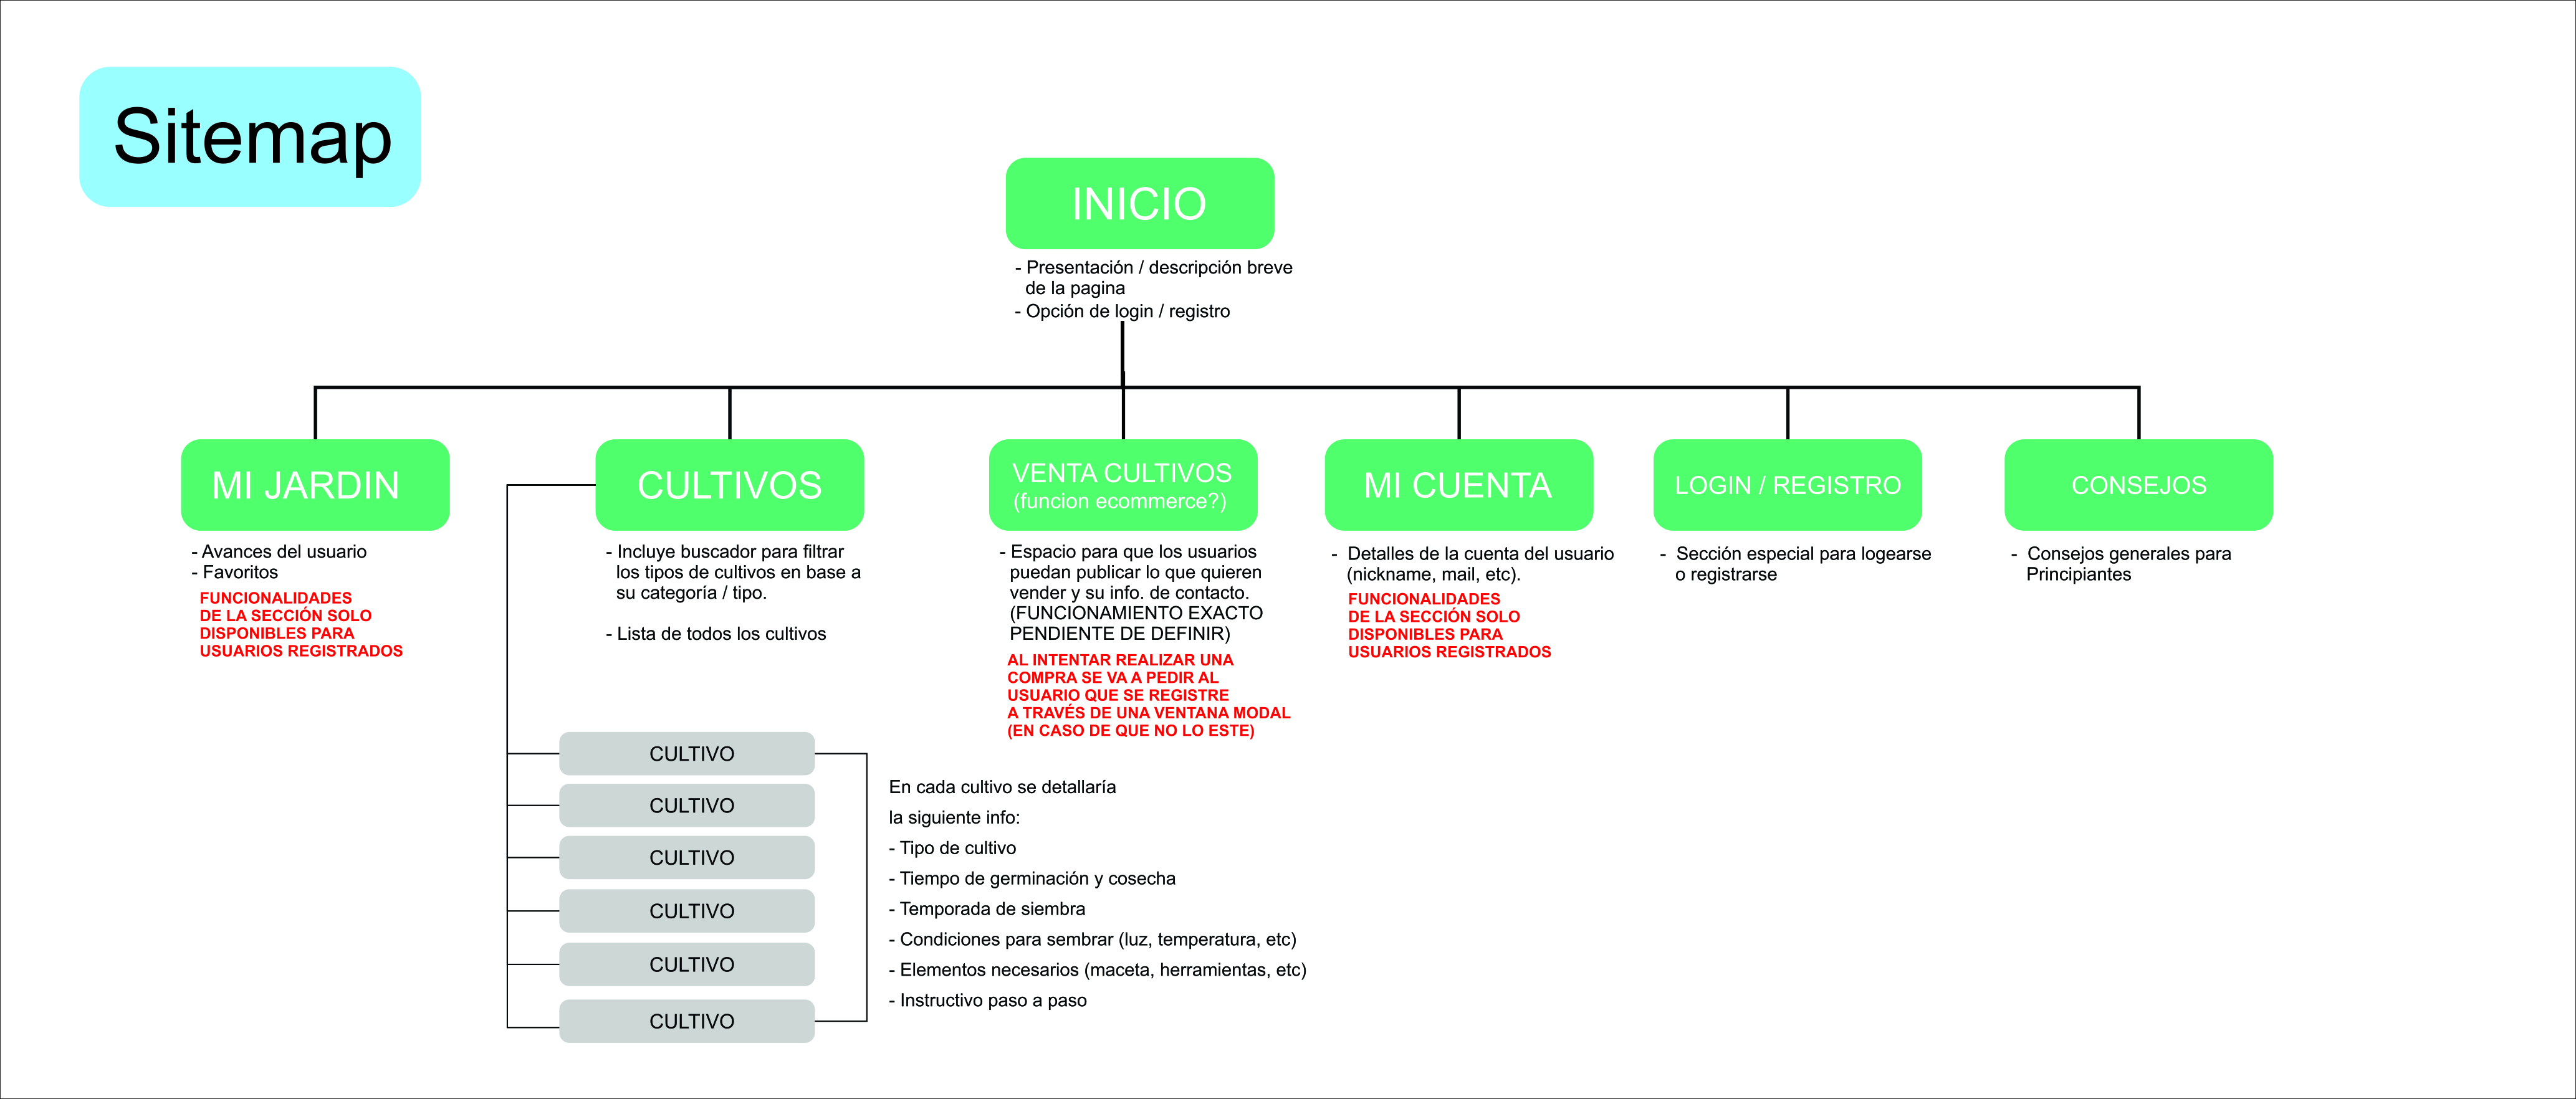 Sitemap
INICIO
- Presentación / descripción breve
de la pagina
- Opción de login / registro
MI JARDIN
- Avances del usuario
- Favoritos
FUNCIONALIDADES
DE LA SECCIÓN SOLO
DISPONIBLES PARA
USUARIOS REGISTRADOS
CULTIVOS
- Incluye buscador para filtrar
los tipos de cultivos en base a
su categoría / tipo.
- Lista de todos los cultivos
CULTIVO
CULTIVO
CULTIVO
CULTIVO
CULTIVO
CULTIVO
En cada cultivo se detallaría
la siguiente info:
- Tipo de cultivo
- Tiempo de germinación y cosecha
- Temporada de siembra
- Condiciones para sembrar (luz, temperatura, etc)
- Elementos necesarios (maceta, herramientas, etc)
- Instructivo paso a paso
VENTA CULTIVOS
(funcion ecommerce?)
- Espacio para que los usuarios
puedan publicar lo que quieren
vender y su info. de contacto.
(FUNCIONAMIENTO EXACTO
PENDIENTE DE DEFINIR)
AL INTENTAR REALIZAR UNA
COMPRA SE VA A PEDIR AL
USUARIO QUE SE REGISTRE
A TRAVÉS DE UNA VENTANA MODAL
(EN CASO DE QUE NO LO ESTE)
MI CUENTA
- Detalles de la cuenta del usuario
(nickname, mail, etc).
FUNCIONALIDADES
DE LA SECCIÓN SOLO
DISPONIBLES PARA
USUARIOS REGISTRADOS
LOGIN / REGISTRO
- Sección especial para logearse
o registrarse
CONSEJOS
- Consejos generales para
Principiantes